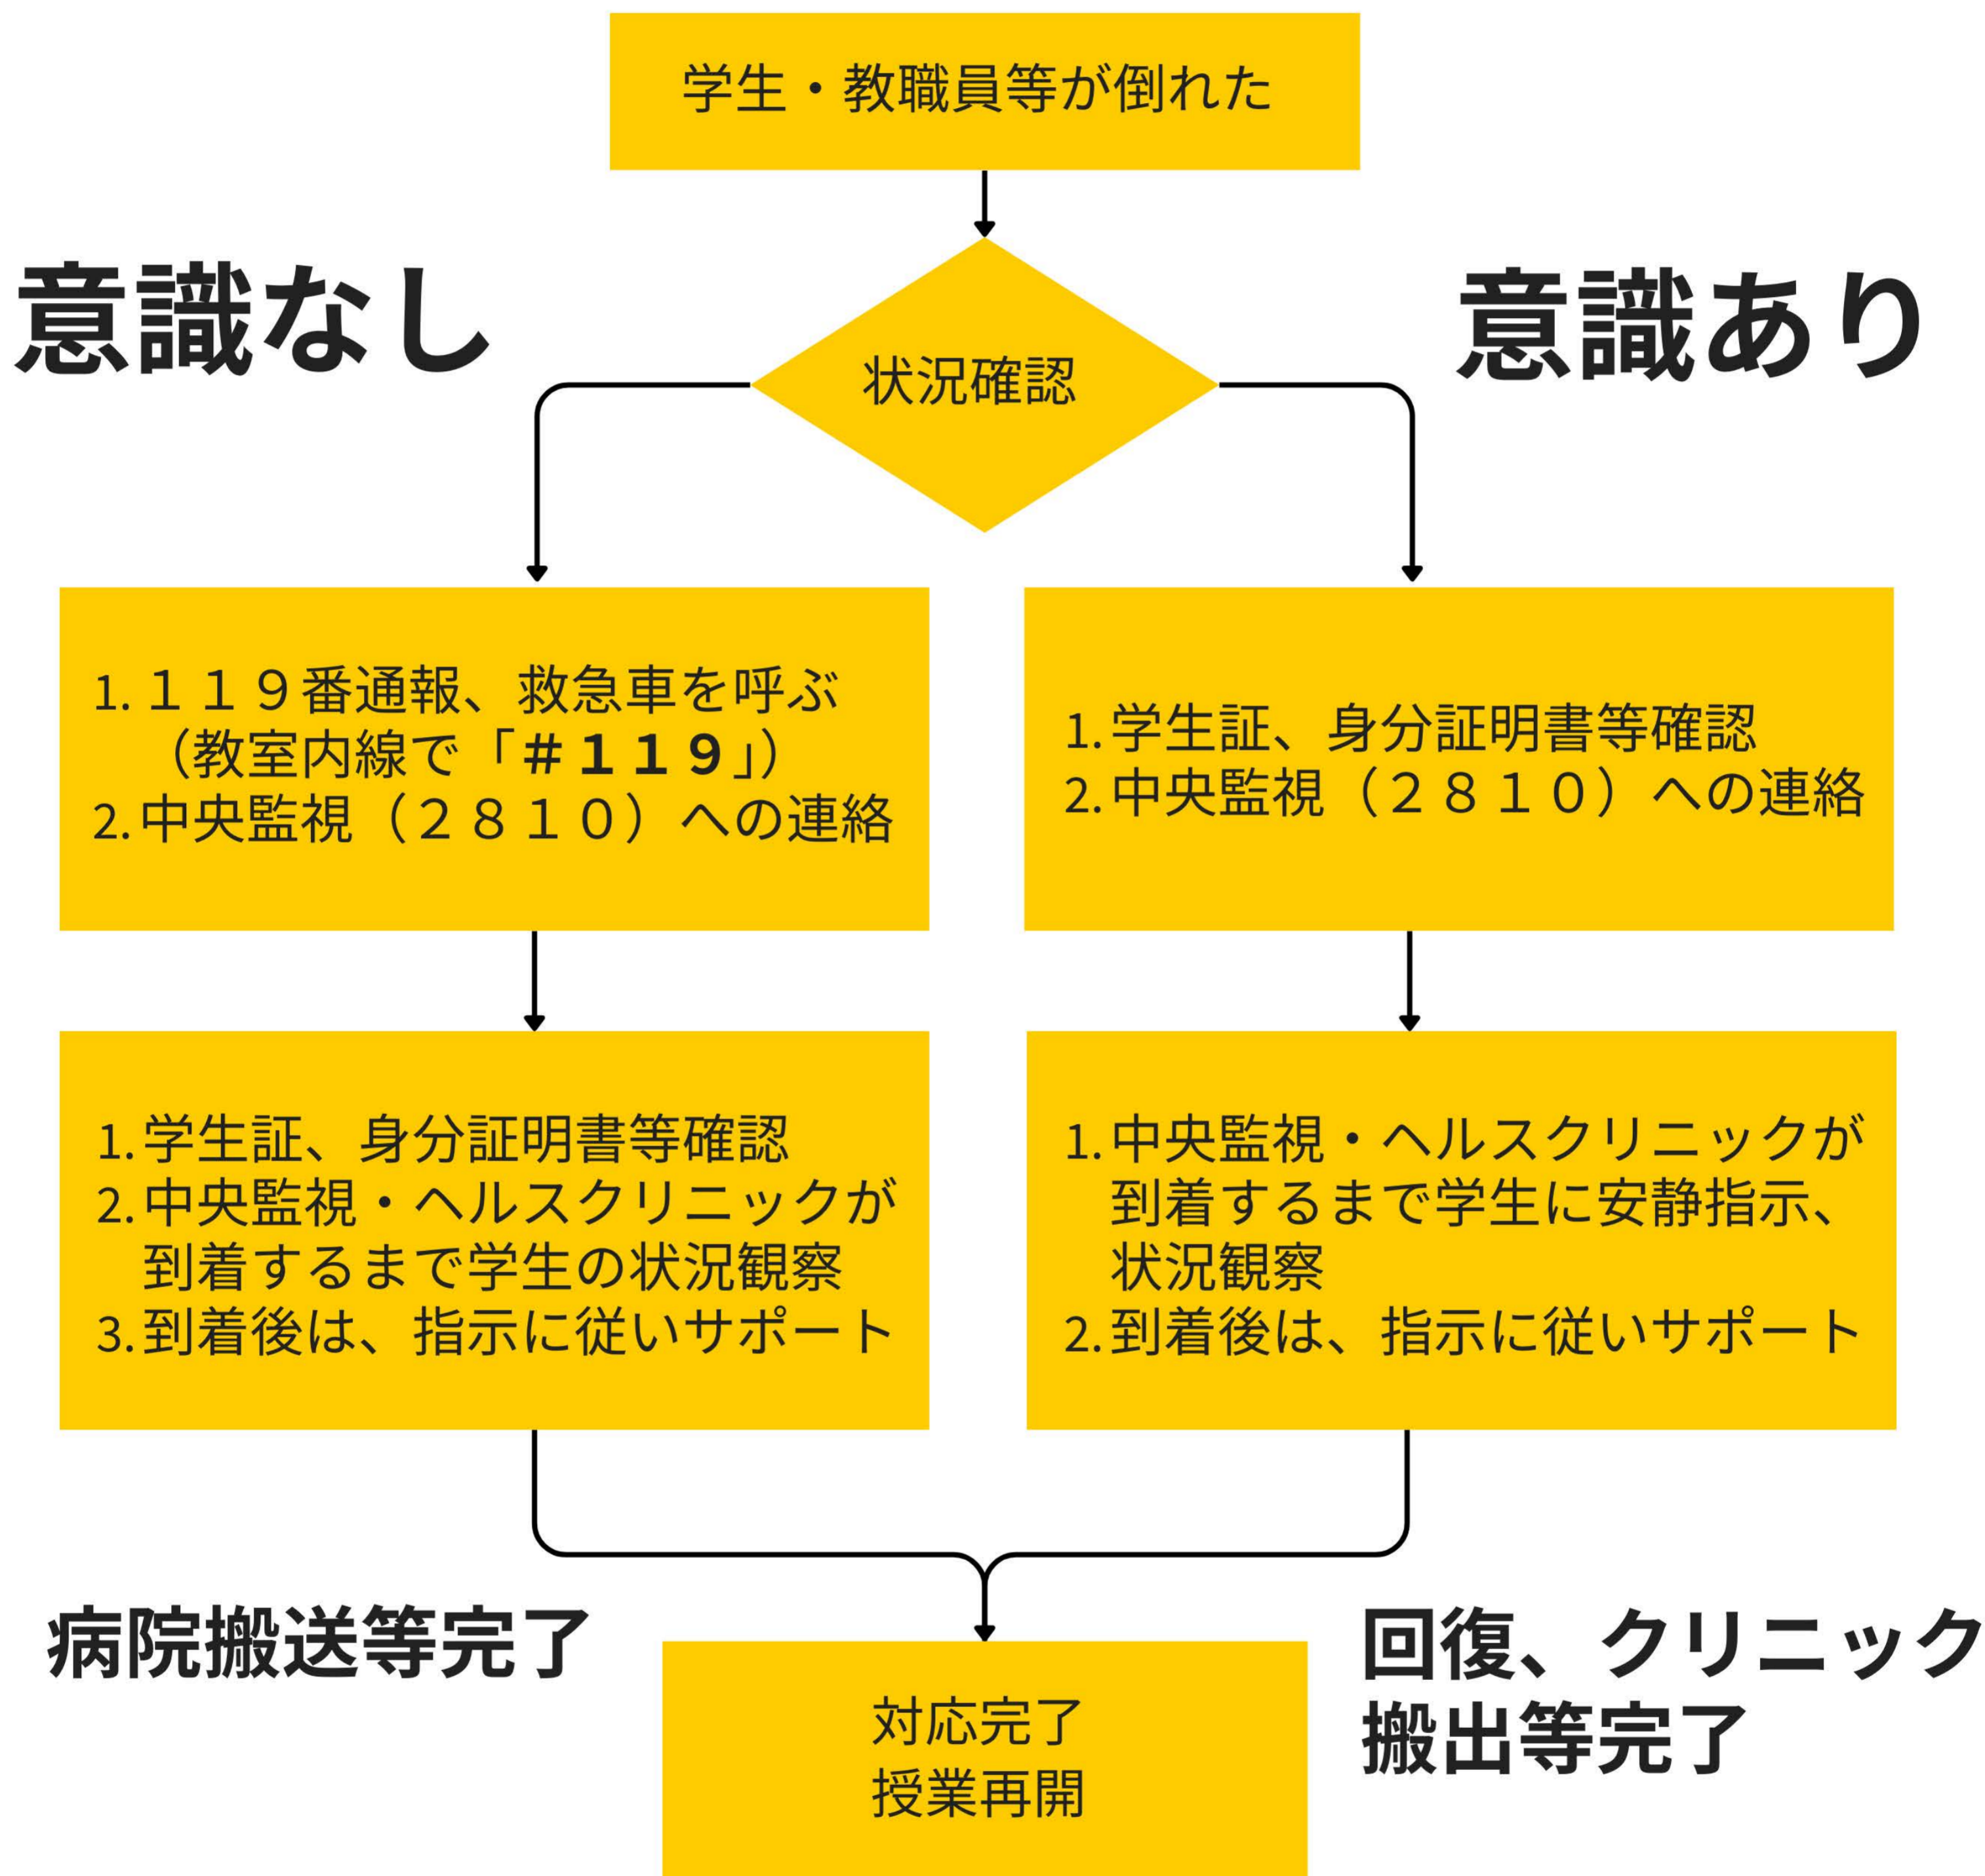 学生・教職員等が倒れた
意識なし
意識あり
状況確認
1.１１９番通報、救急車を呼ぶ
（教室内線で「＃１１９」）
2.中央監視（２８１０）への連絡
1.学生証、身分証明書等確認
2.中央監視（２８１０）への連絡
1.学生証、身分証明書等確認
2.中央監視・ヘルスクリニックが
到着するまで学生の状況観察
3.到着後は、指示に従いサポート
1.中央監視・ヘルスクリニックが
到着するまで学生に安静指示、
状況観察
2.到着後は、指示に従いサポート
病院搬送等完了
回復、クリニック
搬出等完了
対応完了
授業再開